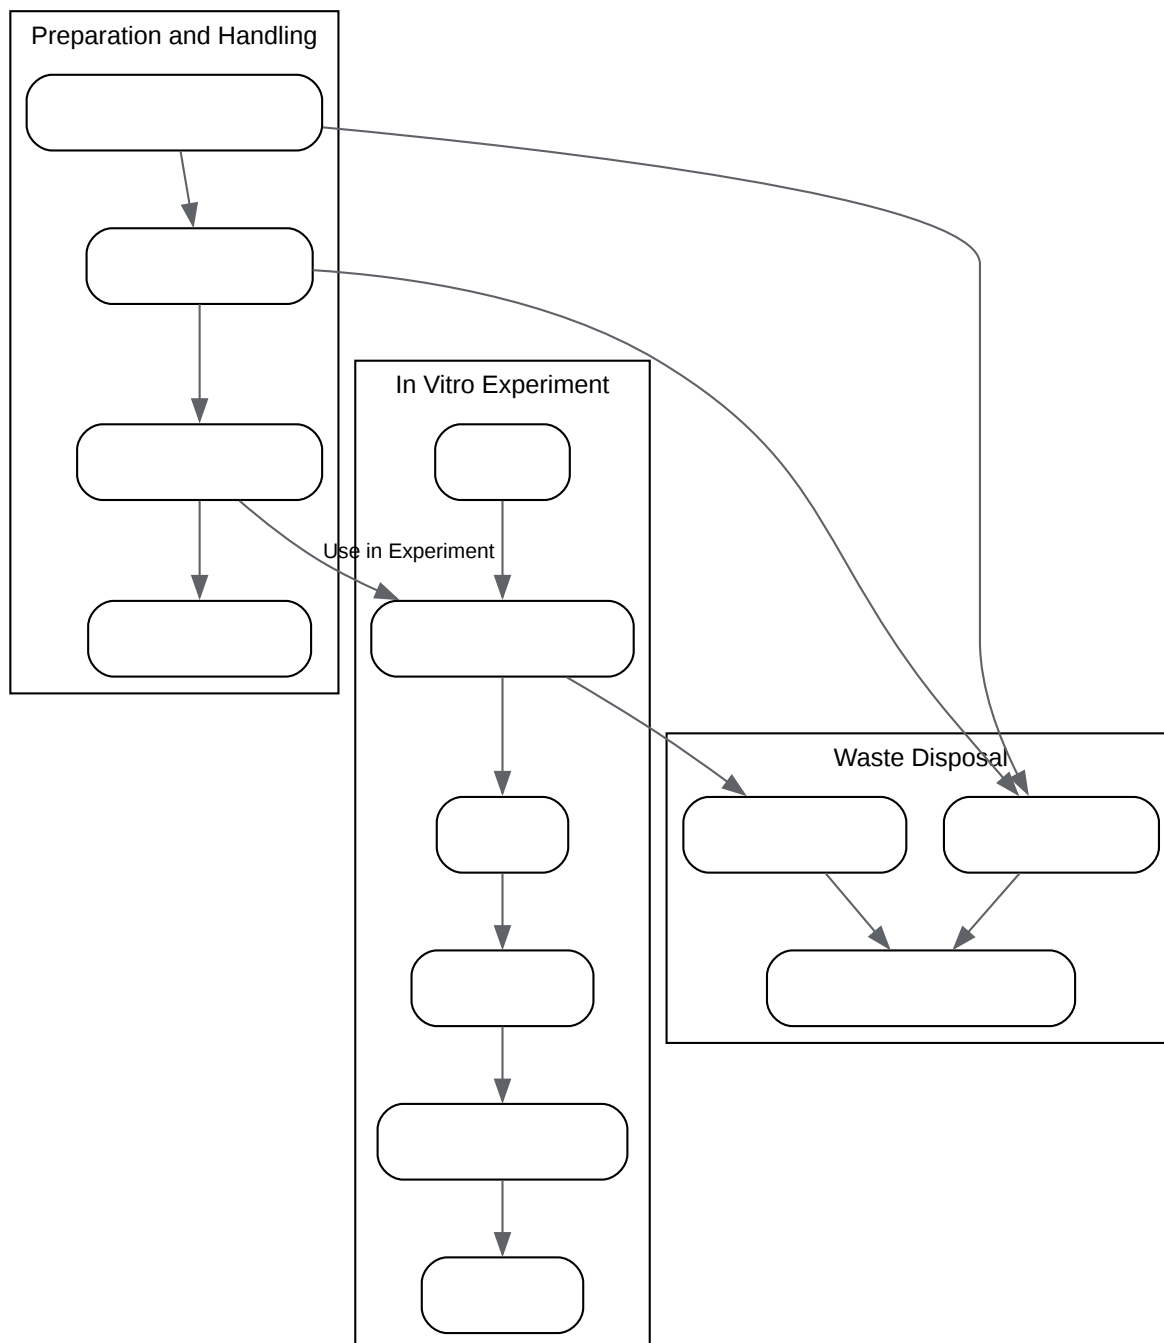 Preparation and Handling
In Vitro Experiment
Use in Experiment
Waste Disposal